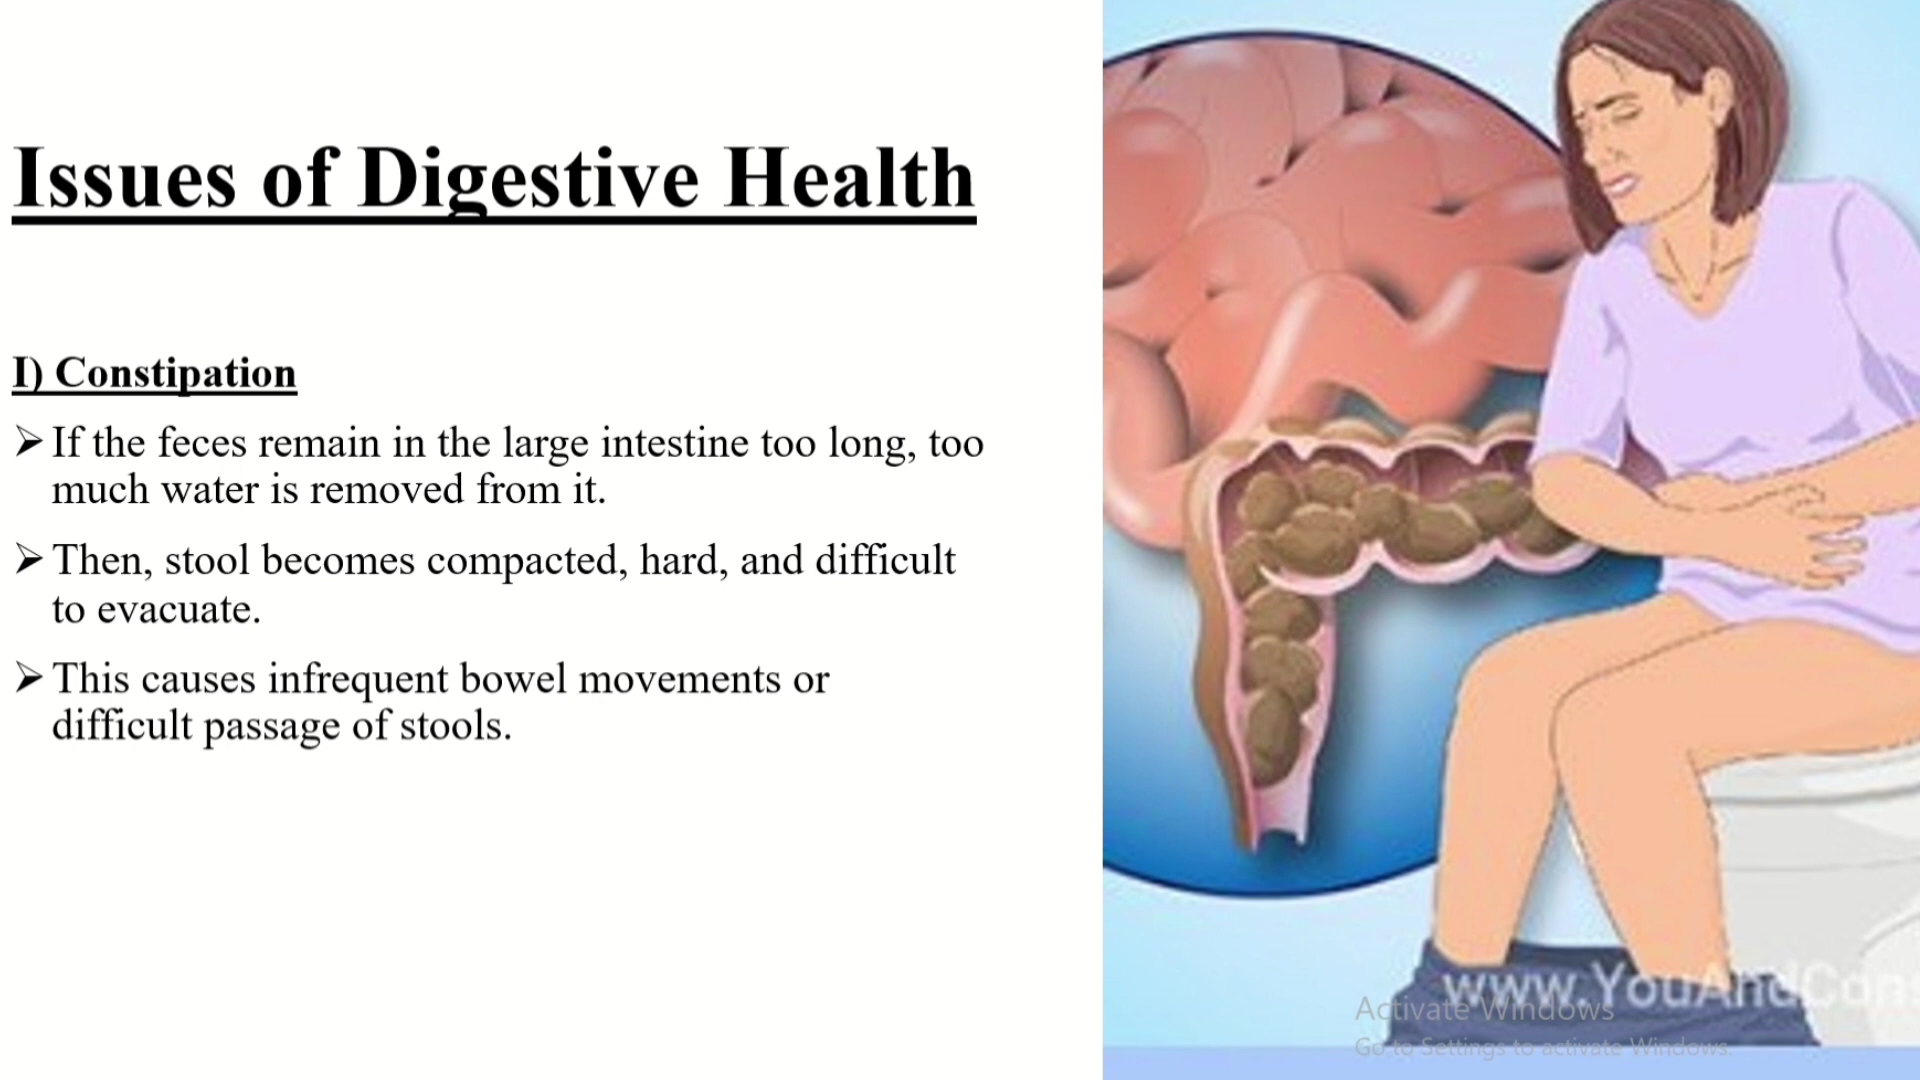 Issues of Digestive Health
I) Constipation
➢ If the feces remain in the large intestine too long, too
much water is removed from it.
➢ Then, stool becomes compacted, hard, and difficult
to evacuate.
➢ This causes infrequent bowel movements or
difficult passage of stools.
www.YouAndCons
Activate Windows
Go to Settings to activate Windows.